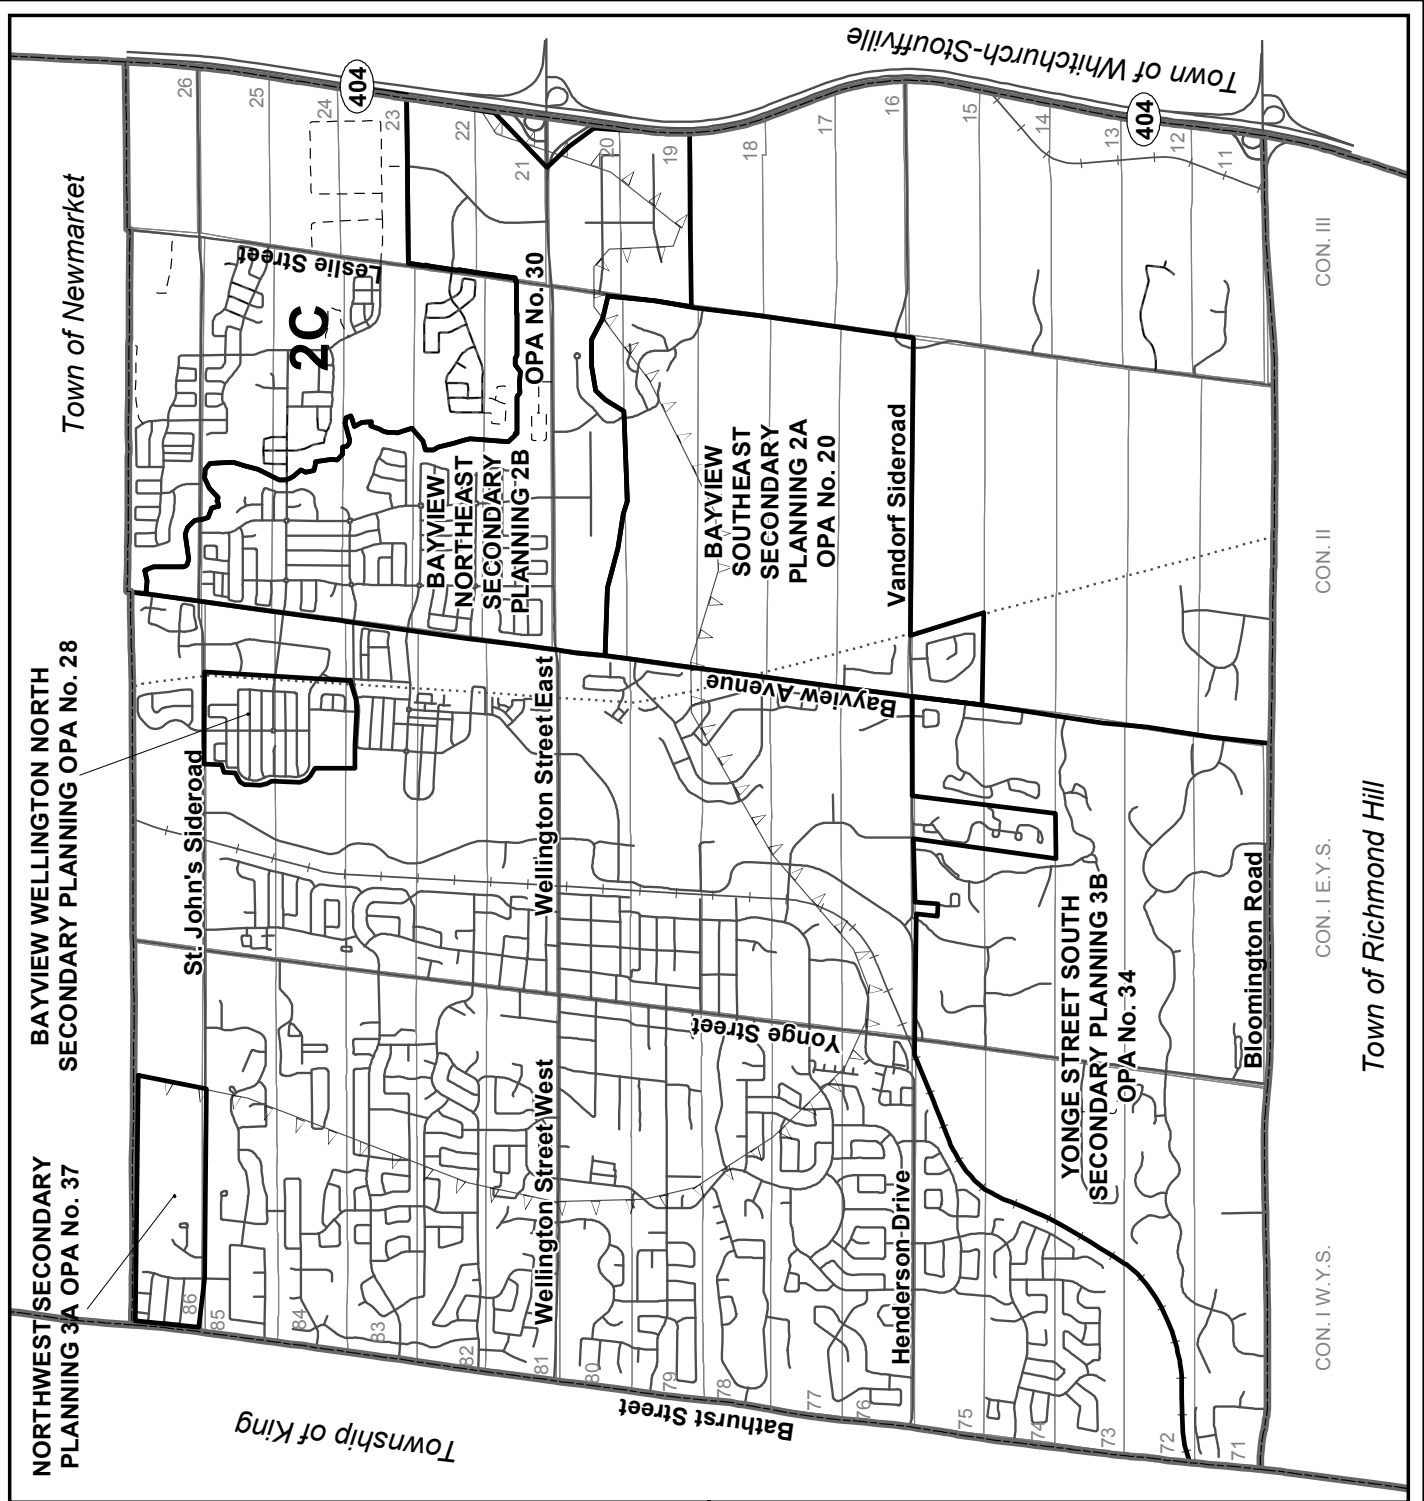 Town of Whitchurch-Stouffville
Town of Newmarket
Township of King
Town of Richmond Hill
404
404
26
25
24
23
22
21
20
19
18
17
16
15
14
13
12
11
CON. III
CON. II
CON. I E.Y.S.
CON. I W.Y.S.
Leslie Street
2C
OPA No. 30
BAYVIEW
NORTHEAST
SECONDARY
PLANNING 2B
BAYVIEW
SOUTHEAST
SECONDARY
PLANNING 2A
OPA No. 20
Vandorf Sideroad
BAYVIEW WELLINGTON NORTH
SECONDARY PLANNING OPA No. 28
Bayview Avenue
St. John's Sideroad
Wellington Street East
Yonge Street
YONGE STREET SOUTH
SECONDARY PLANNING 3B
OPA No. 34
Bloomington Road
NORTHWEST SECONDARY
PLANNING 3A OPA No. 37
Wellington Street West
Henderson Drive
Bathurst Street
86
85
84
83
82
81
80
79
78
77
76
75
74
73
72
71